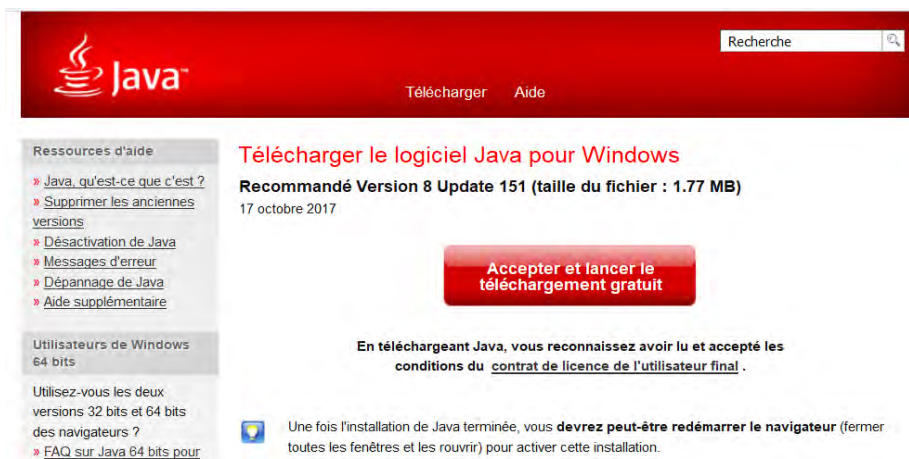 Recherche
Java™
Télécharger Aide
Ressources d'aide
» Java, qu'est-ce que c'est ?
» Supprimer les anciennes
versions
» Désactivation de Java
» Messages d'erreur
» Dépannage de Java
» Aide supplémentaire
Utilisateurs de Windows
64 bits
Utilisez-vous les deux
versions 32 bits et 64 bits
des navigateurs ?
» FAQ sur Java 64 bits pour
Télécharger le logiciel Java pour Windows
Recommandé Version 8 Update 151 (taille du fichier : 1.77 MB)
17 octobre 2017
Accepter et lancer le
téléchargement gratuit
En téléchargeant Java, vous reconnaissez avoir lu et accepté les
conditions du contrat de licence de l'utilisateur final .
Une fois l'installation de Java terminée, vous devrez peut-être redémarrer le navigateur (fermer
toutes les fenêtres et les rouvrir) pour activer cette installation.